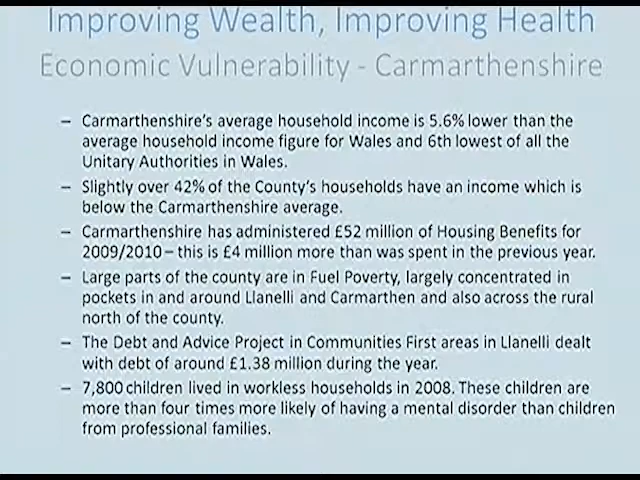 Improving Wealth, Improving Health
Economic Vulnerability - Carmarthenshire
– Carmarthenshire's average household income is 5.6% lower than the
average household income figure for Wales and 6th lowest of all the
Unitary Authorities in Wales.
– Slightly over 42% of the County's households have an income which is
below the Carmarthenshire average.
– Carmarthenshire has administered £52 million of Housing Benefits for
2009/2010 – this is £4 million more than was spent in the previous year.
– Large parts of the county are in Fuel Poverty, largely concentrated in
pockets in and around Llanelli and Carmarthen and also across the rural
north of the county.
– The Debt and Advice Project in Communities First areas in Llanelli dealt
with debt of around £1.38 million during the year.
– 7,800 children lived in workless households in 2008. These children are
more than four times more likely of having a mental disorder than children
from professional families.